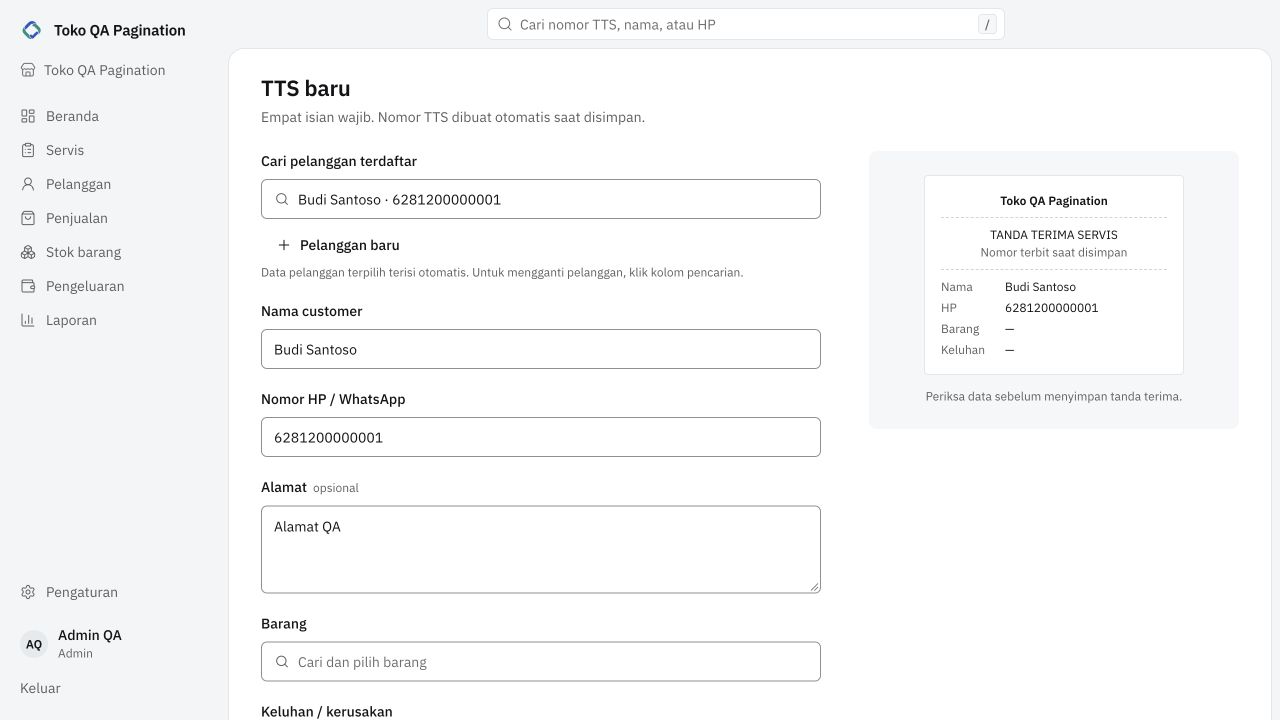 Toko QA Pagination
Cari nomor TTS, nama, atau HP
/
Toko QA Pagination
Beranda
Servis
Pelanggan
Penjualan
Stok barang
Pengeluaran
Laporan
Pengaturan
AQ
Admin QA
Admin
Keluar
TTS baru
Empat isian wajib. Nomor TTS dibuat otomatis saat disimpan.
Cari pelanggan terdaftar
Budi Santoso · 6281200000001
+ Pelanggan baru
Data pelanggan terpilih terisi otomatis. Untuk mengganti pelanggan, klik kolom pencarian.
Nama customer
Budi Santoso
Nomor HP / WhatsApp
6281200000001
Alamat opsional
Alamat QA
Barang
Cari dan pilih barang
Keluhan / kerusakan
Toko QA Pagination
TANDA TERIMA SERVIS
Nomor terbit saat disimpan
Nama Budi Santoso
HP 6281200000001
Barang —
Keluhan —
Periksa data sebelum menyimpan tanda terima.